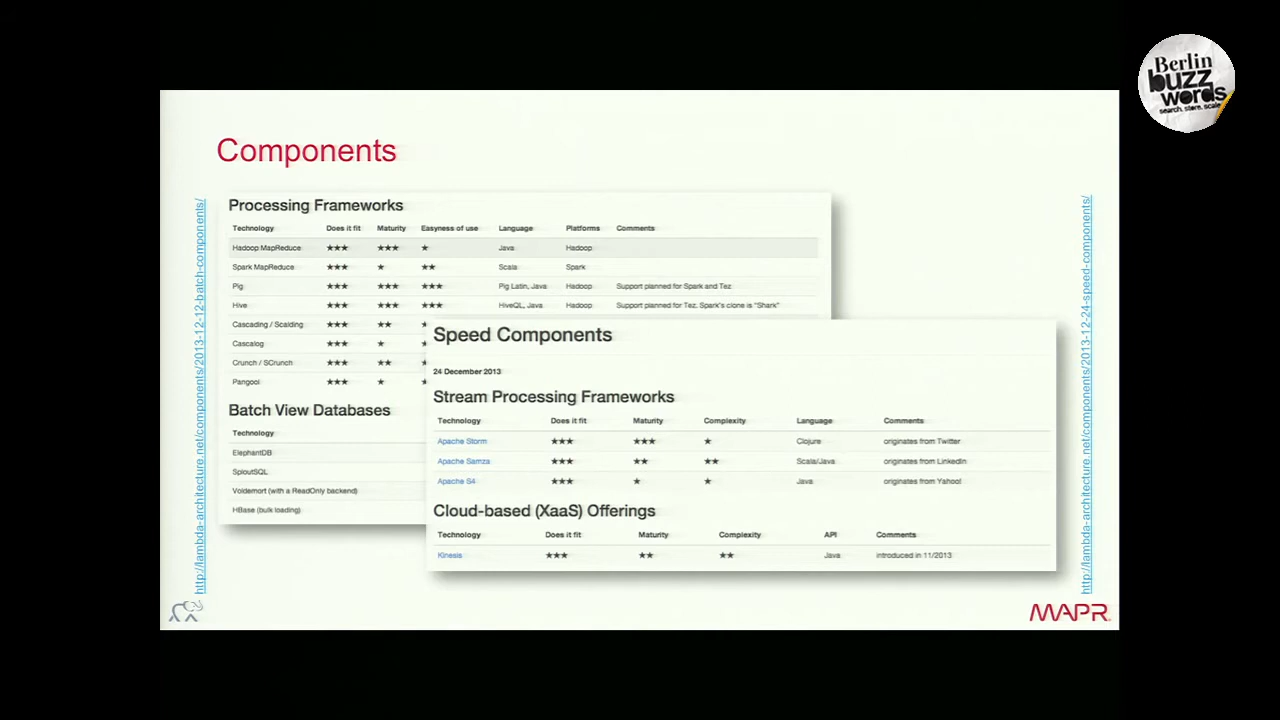 Berlin
buzz
words
search. store. scale.
Components
http://lambda-architecture.net/components/2013-12-12-batch-components/
Processing Frameworks
Technology Does it fit Maturity Easyness of use Language Platforms Comments
Hadoop MapReduce ★★★ ★★★ ★ Java Hadoop
Spark MapReduce ★★★ ★ ★★ Scala Spark
Pig ★★★ ★★★ ★★★ Pig Latin, Java Hadoop Support planned for Spark and Tez
Hive ★★★ ★★★ ★★★ HiveQL, Java Hadoop Support planned for Tez. Spark's clone is "Shark"
Cascading / Scalding ★★★ ★★ ★
Cascalog ★★★ ★ ★
Crunch / SCrunch ★★★ ★★ ★
Pangool ★★★ ★ ★
Batch View Databases
Technology
ElephantDB
SploutSQL
Voldemort (with a ReadOnly backend)
HBase (bulk loading)
Speed Components
24 December 2013
Stream Processing Frameworks
Technology Does it fit Maturity Complexity Language Comments
Apache Storm ★★★ ★★★ ★ Clojure originates from Twitter
Apache Samza ★★★ ★★ ★★ Scala/Java originates from LinkedIn
Apache S4 ★★★ ★ ★ Java originates from Yahoo!
Cloud-based (XaaS) Offerings
Technology Does it fit Maturity Complexity API Comments
Kinesis ★★★ ★★ ★★ Java introduced in 11/2013
http://lambda-architecture.net/components/2013-12-24-speed-components/
MAPR